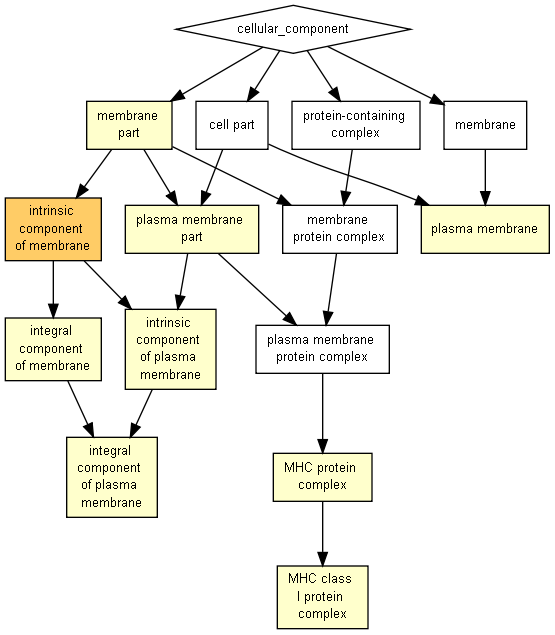 cellular_component
membrane
part
cell part
protein-containing
complex
membrane
intrinsic
component
of membrane
plasma membrane
part
membrane
protein complex
plasma membrane
integral
component
of membrane
intrinsic
component
of plasma
membrane
plasma membrane
protein complex
integral
component
of plasma
membrane
MHC protein
complex
MHC class
I protein
complex